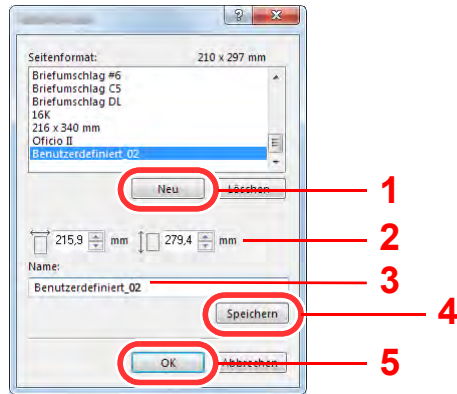 ?
Seitenformat: 210 x 297 mm
Briefumschlag #6
Briefumschlag C5
Briefumschlag DL
16K
216 x 340 mm
Oficio II
Benutzerdefiniert_02
Neu Löschen 1
215,9 mm 279,4 mm 2
Name:
Benutzerdefiniert_02 3
Speichern 4
OK Abbrechen 5